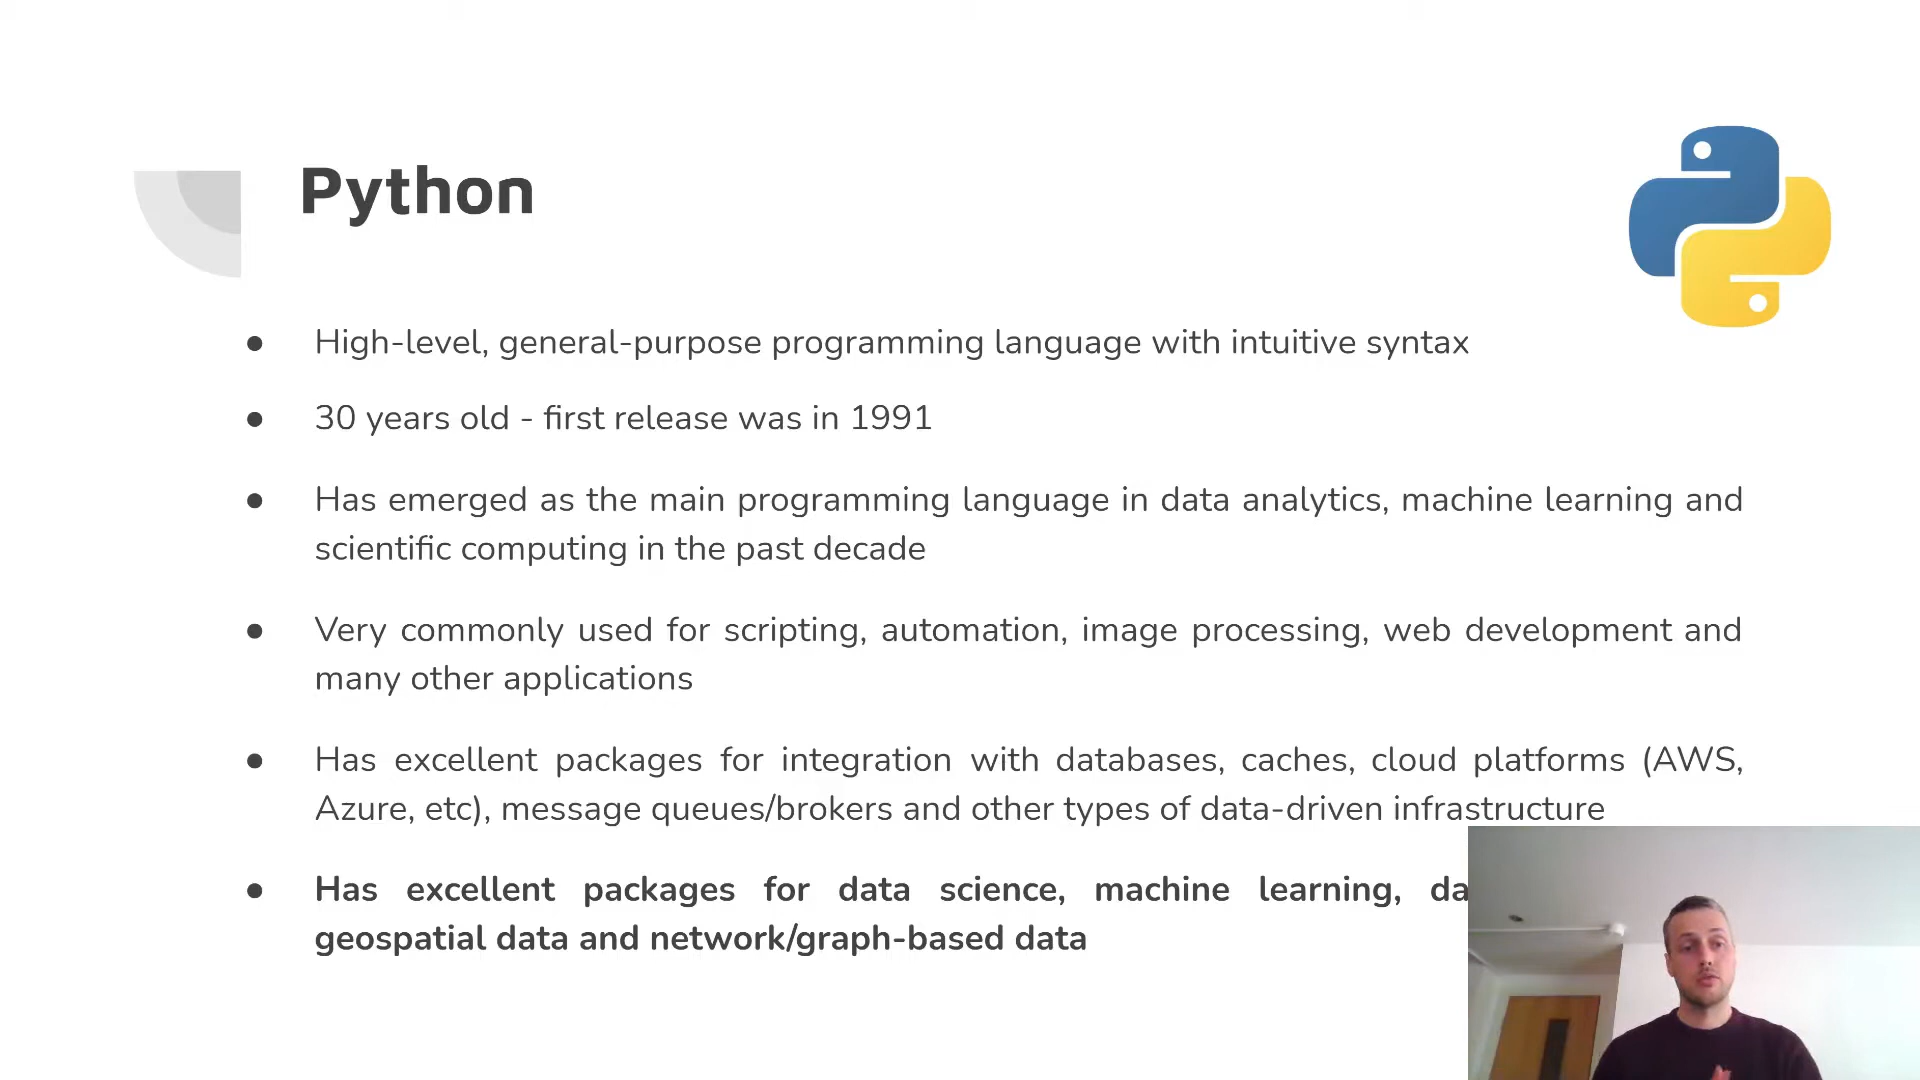 Python
● High-level, general-purpose programming language with intuitive syntax
● 30 years old - first release was in 1991
● Has emerged as the main programming language in data analytics, machine learning and
scientific computing in the past decade
● Very commonly used for scripting, automation, image processing, web development and
many other applications
● Has excellent packages for integration with databases, caches, cloud platforms (AWS,
Azure, etc), message queues/brokers and other types of data-driven infrastructure
● Has excellent packages for data science, machine learning,
geospatial data and network/graph-based data